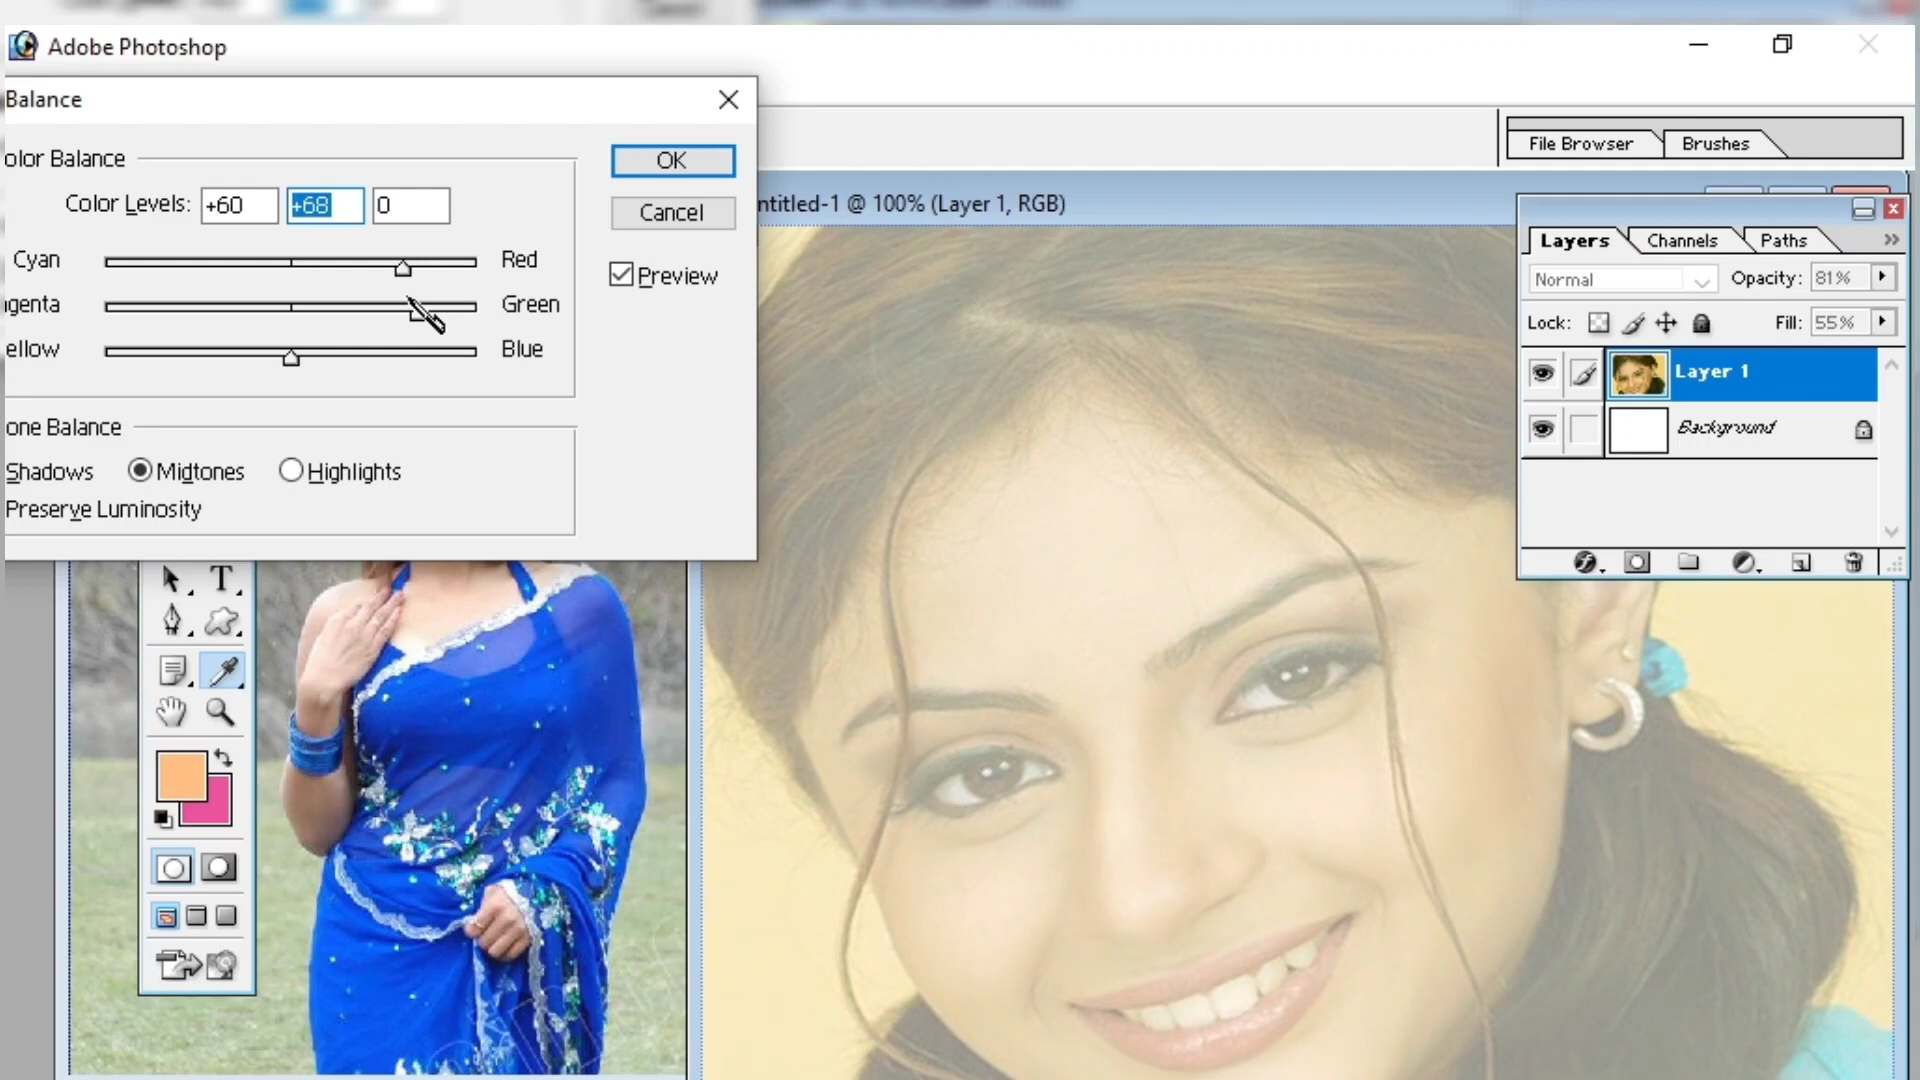 Adobe Photoshop
Balance
olor Balance
OK
Color Levels: +60 +68 0
Cancel
Cyan
Red
Preview
genta
Green
ellow
Blue
one Balance
Shadows
Midtones
Highlights
Preserve Luminosity
File Browser
Brushes
ntitled-1 @ 100% (Layer 1, RGB)
Layers
Channels
Paths
Normal
Opacity: 81%
Lock:
Fill: 55%
Layer 1
Background
T